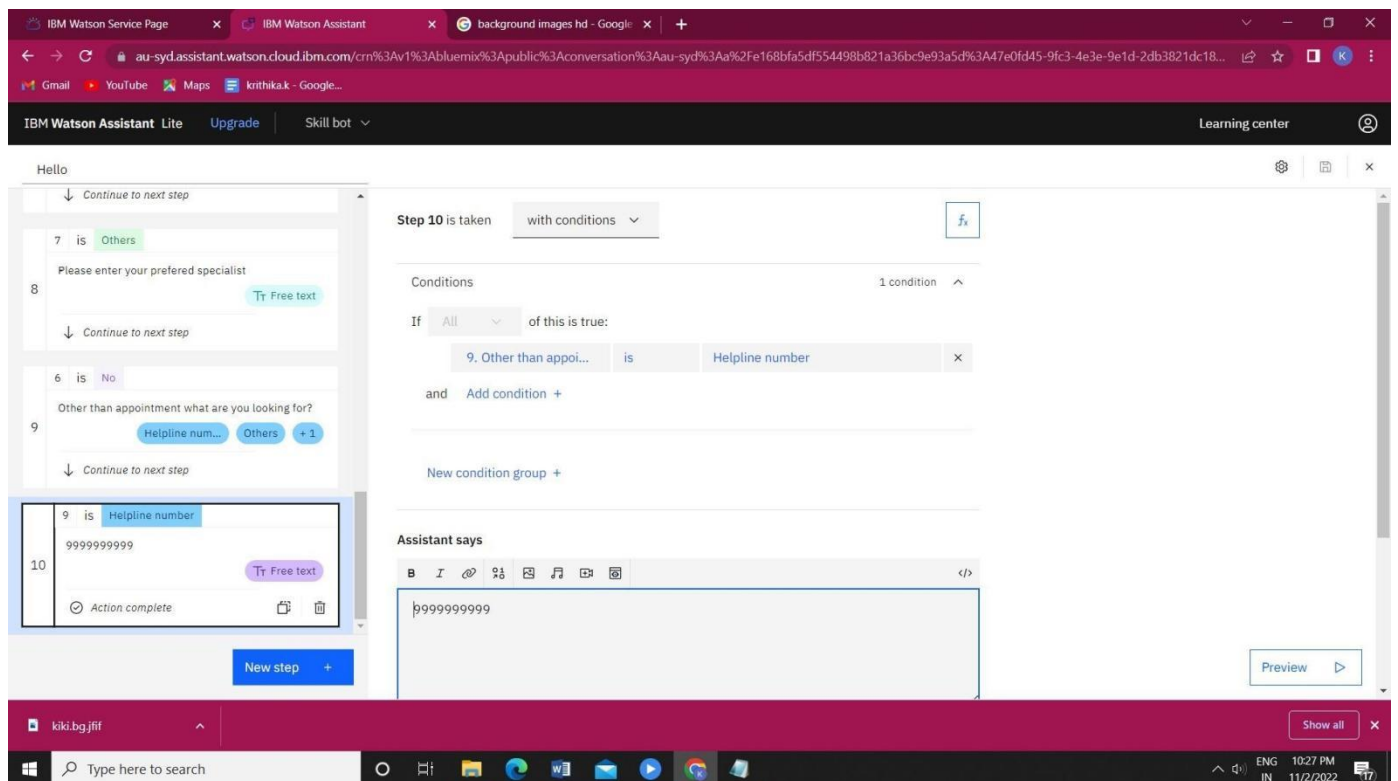 IBM Watson Service Page
IBM Watson Assistant
background images hd - Google
au-syd.assistant.watson.cloud.ibm.com/crn%3Av1%3Abluemix%3Apublic%3Aconversation%3Aau-syd%3Aa%2Fe168bfa5df554498b821a36bc9e93a5d%3A47e0fd45-9fc3-4e3e-9e1d-2db3821dc18...
K
Gmail YouTube Maps krithika.k - Google...
IBM Watson Assistant Lite Upgrade Skill bot Learning center
Hello
Continue to next step
7 is Others
8
Please enter your prefered specialist
Free text
Continue to next step
6 is No
9
Other than appointment what are you looking for?
Helpline num... Others +1
Continue to next step
9 is Helpline number
10
9999999999
Free text
Action complete
New step +
Step 10 is taken with conditions
fx
Conditions 1 condition
If All of this is true:
9. Other than appoi... is Helpline number
and Add condition +
New condition group +
Assistant says
B I </>
9999999999
Preview
kiki.bg.jfif Show all
Type here to search
ENG 10:27 PM
IN 11/2/2022
17